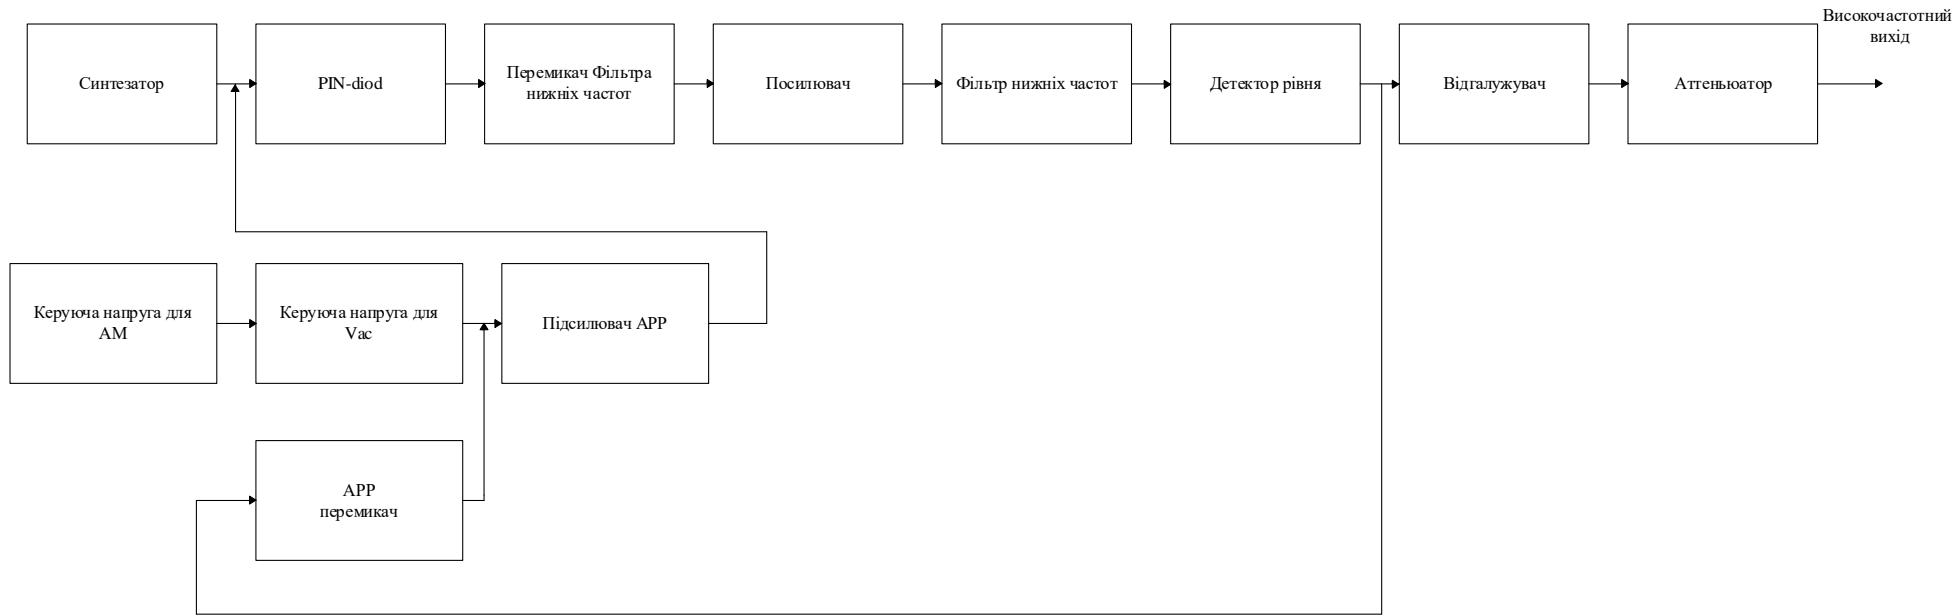 Високочастотний
вихід
Синтезатор
PIN-diod
Перемикач Фільтра
нижніх частот
Посилювач
Фільтр нижніх частот
Детектор рівня
Відгалужувач
Аттеньюатор
Керуюча напруга для
АМ
Керуюча напруга для
Vac
Підсилювач АРР
АРР
перемикач